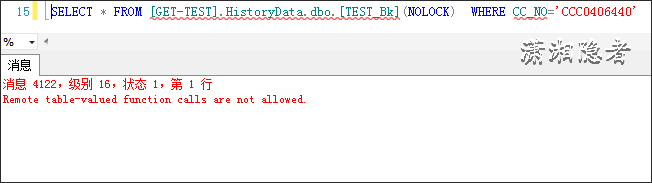 15 SELECT * FROM [GET-TEST].HistoryData.dbo.[TEST_Bk](NOLOCK) WHERE CC_NO='CCC0406440'
潇湘隐者
%
消息
消息 4122，级别 16，状态 1，第 1 行
Remote table-valued function calls are not allowed.